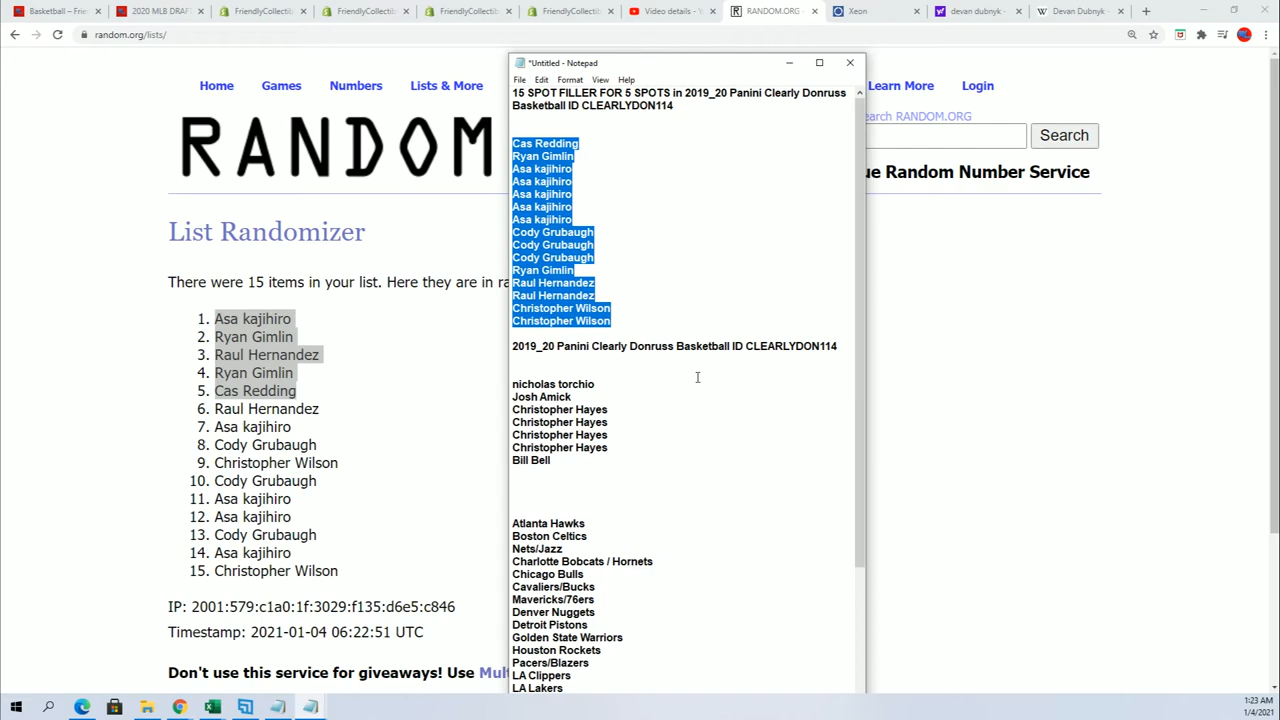 Basketball – Frie
2020 MLB DRAF
FriendlyCollectib
FriendlyCollectib
FriendlyCollectib
FriendlyCollectib
Video details -
RANDOM.ORG
Xeon
devan dubnyk -
Devan Dubnyk -
random.org/lists/
Home
Games
Numbers
Lists & More
Learn More
Login
earch RANDOM.ORG
Search
RANDOM
ue Random Number Service
List Randomizer
There were 15 items in your list. Here they are in ra
1. Asa kajihiro
2. Ryan Gimlin
3. Raul Hernandez
4. Ryan Gimlin
5. Cas Redding
6. Raul Hernandez
7. Asa kajihiro
8. Cody Grubaugh
9. Christopher Wilson
10. Cody Grubaugh
11. Asa kajihiro
12. Asa kajihiro
13. Cody Grubaugh
14. Asa kajihiro
15. Christopher Wilson
IP: 2001:579:c1a0:1f:3029:f135:d6e5:c846
Timestamp: 2021-01-04 06:22:51 UTC
Don't use this service for giveaways! Use Mul
*Untitled - Notepad
File Edit Format View Help
15 SPOT FILLER FOR 5 SPOTS in 2019_20 Panini Clearly Donruss
Basketball ID CLEARLYDON114
Cas Redding
Ryan Gimlin
Asa kajihiro
Asa kajihiro
Asa kajihiro
Asa kajihiro
Asa kajihiro
Cody Grubaugh
Cody Grubaugh
Cody Grubaugh
Ryan Gimlin
Raul Hernandez
Raul Hernandez
Christopher Wilson
Christopher Wilson
2019_20 Panini Clearly Donruss Basketball ID CLEARLYDON114
nicholas torchio
Josh Amick
Christopher Hayes
Christopher Hayes
Christopher Hayes
Christopher Hayes
Bill Bell
Atlanta Hawks
Boston Celtics
Nets/Jazz
Charlotte Bobcats / Hornets
Chicago Bulls
Cavaliers/Bucks
Mavericks/76ers
Denver Nuggets
Detroit Pistons
Golden State Warriors
Houston Rockets
Pacers/Blazers
LA Clippers
LA Lakers
1:23 AM
1/4/2021